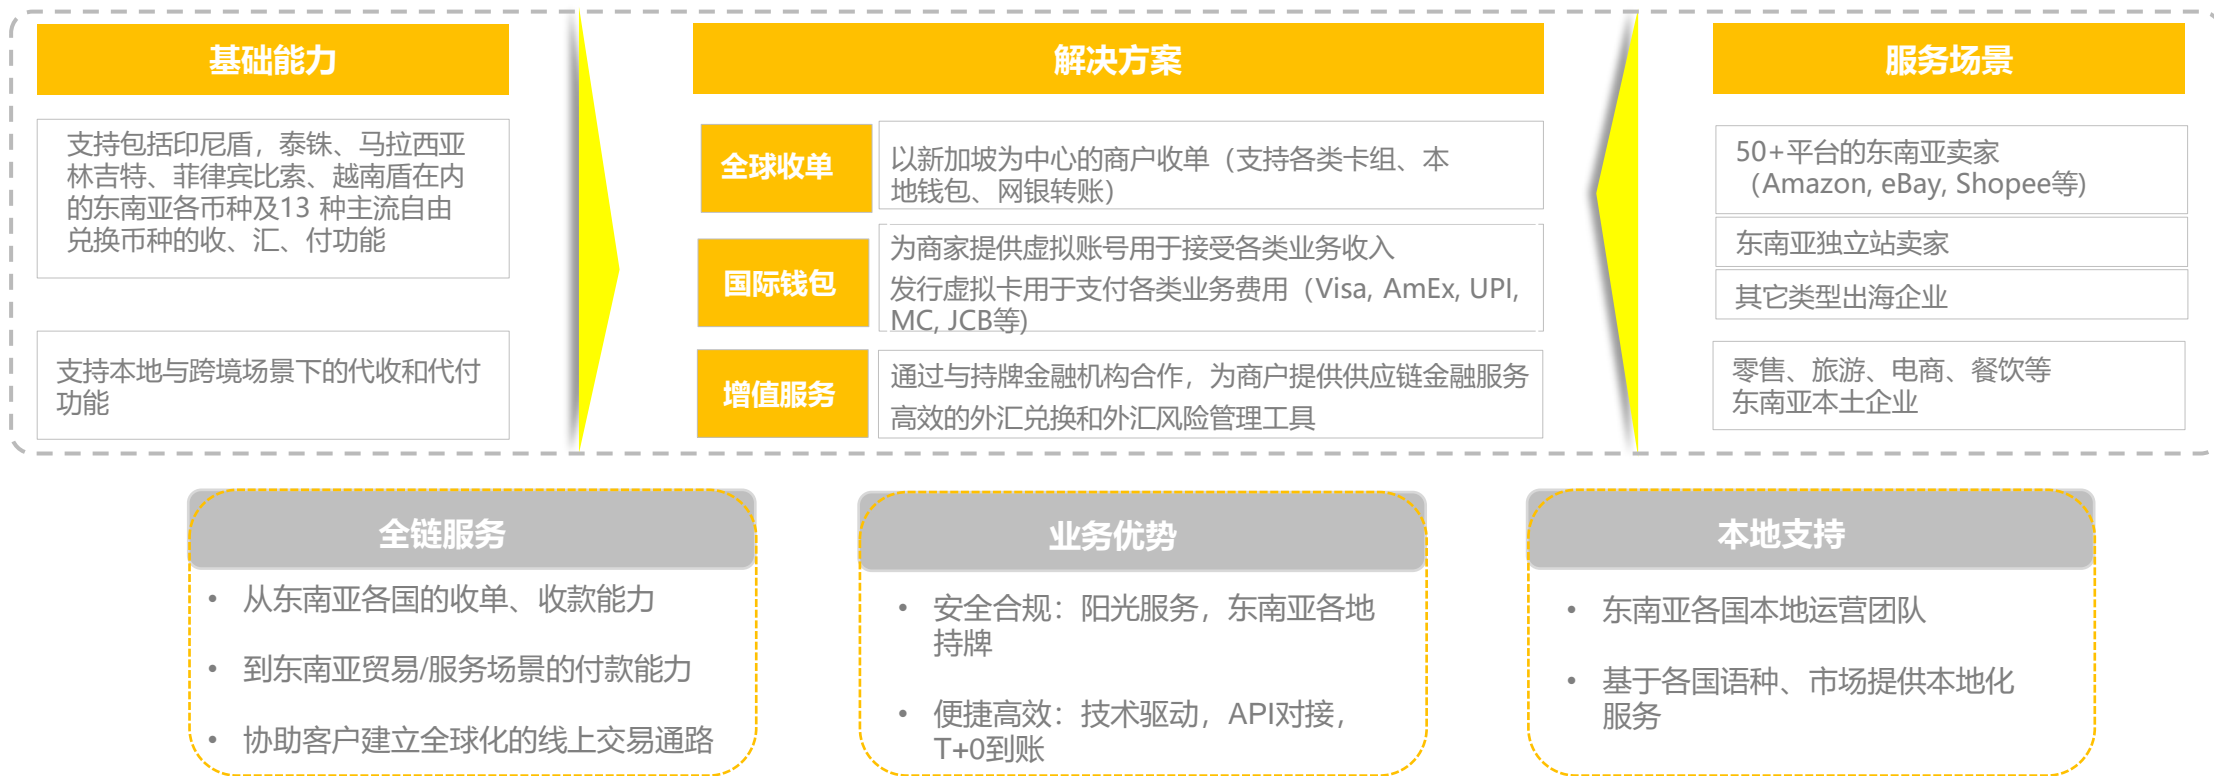 基础能力
支持包括印尼盾，泰铢、马拉西亚
林吉特、菲律宾比索、越南盾在内
的东南亚各币种及13 种主流自由
兑换币种的收、汇、付功能
支持本地与跨境场景下的代收和代付
功能
解决方案
全球收单
以新加坡为中心的商户收单（支持各类卡组、本
地钱包、网银转账）
国际钱包
为商家提供虚拟账号用于接受各类业务收入
发行虚拟卡用于支付各类业务费用（Visa, AmEx, UPI,
MC, JCB等)
增值服务
通过与持牌金融机构合作，为商户提供供应链金融服务
高效的外汇兑换和外汇风险管理工具
服务场景
50+平台的东南亚卖家
（Amazon, eBay, Shopee等)
东南亚独立站卖家
其它类型出海企业
零售、旅游、电商、餐饮等
东南亚本土企业
全链服务
• 从东南亚各国的收单、收款能力
• 到东南亚贸易/服务场景的付款能力
• 协助客户建立全球化的线上交易通路
业务优势
• 安全合规：阳光服务，东南亚各地
持牌
• 便捷高效：技术驱动，API对接，
T+0到账
本地支持
• 东南亚各国本地运营团队
• 基于各国语种、市场提供本地化
服务